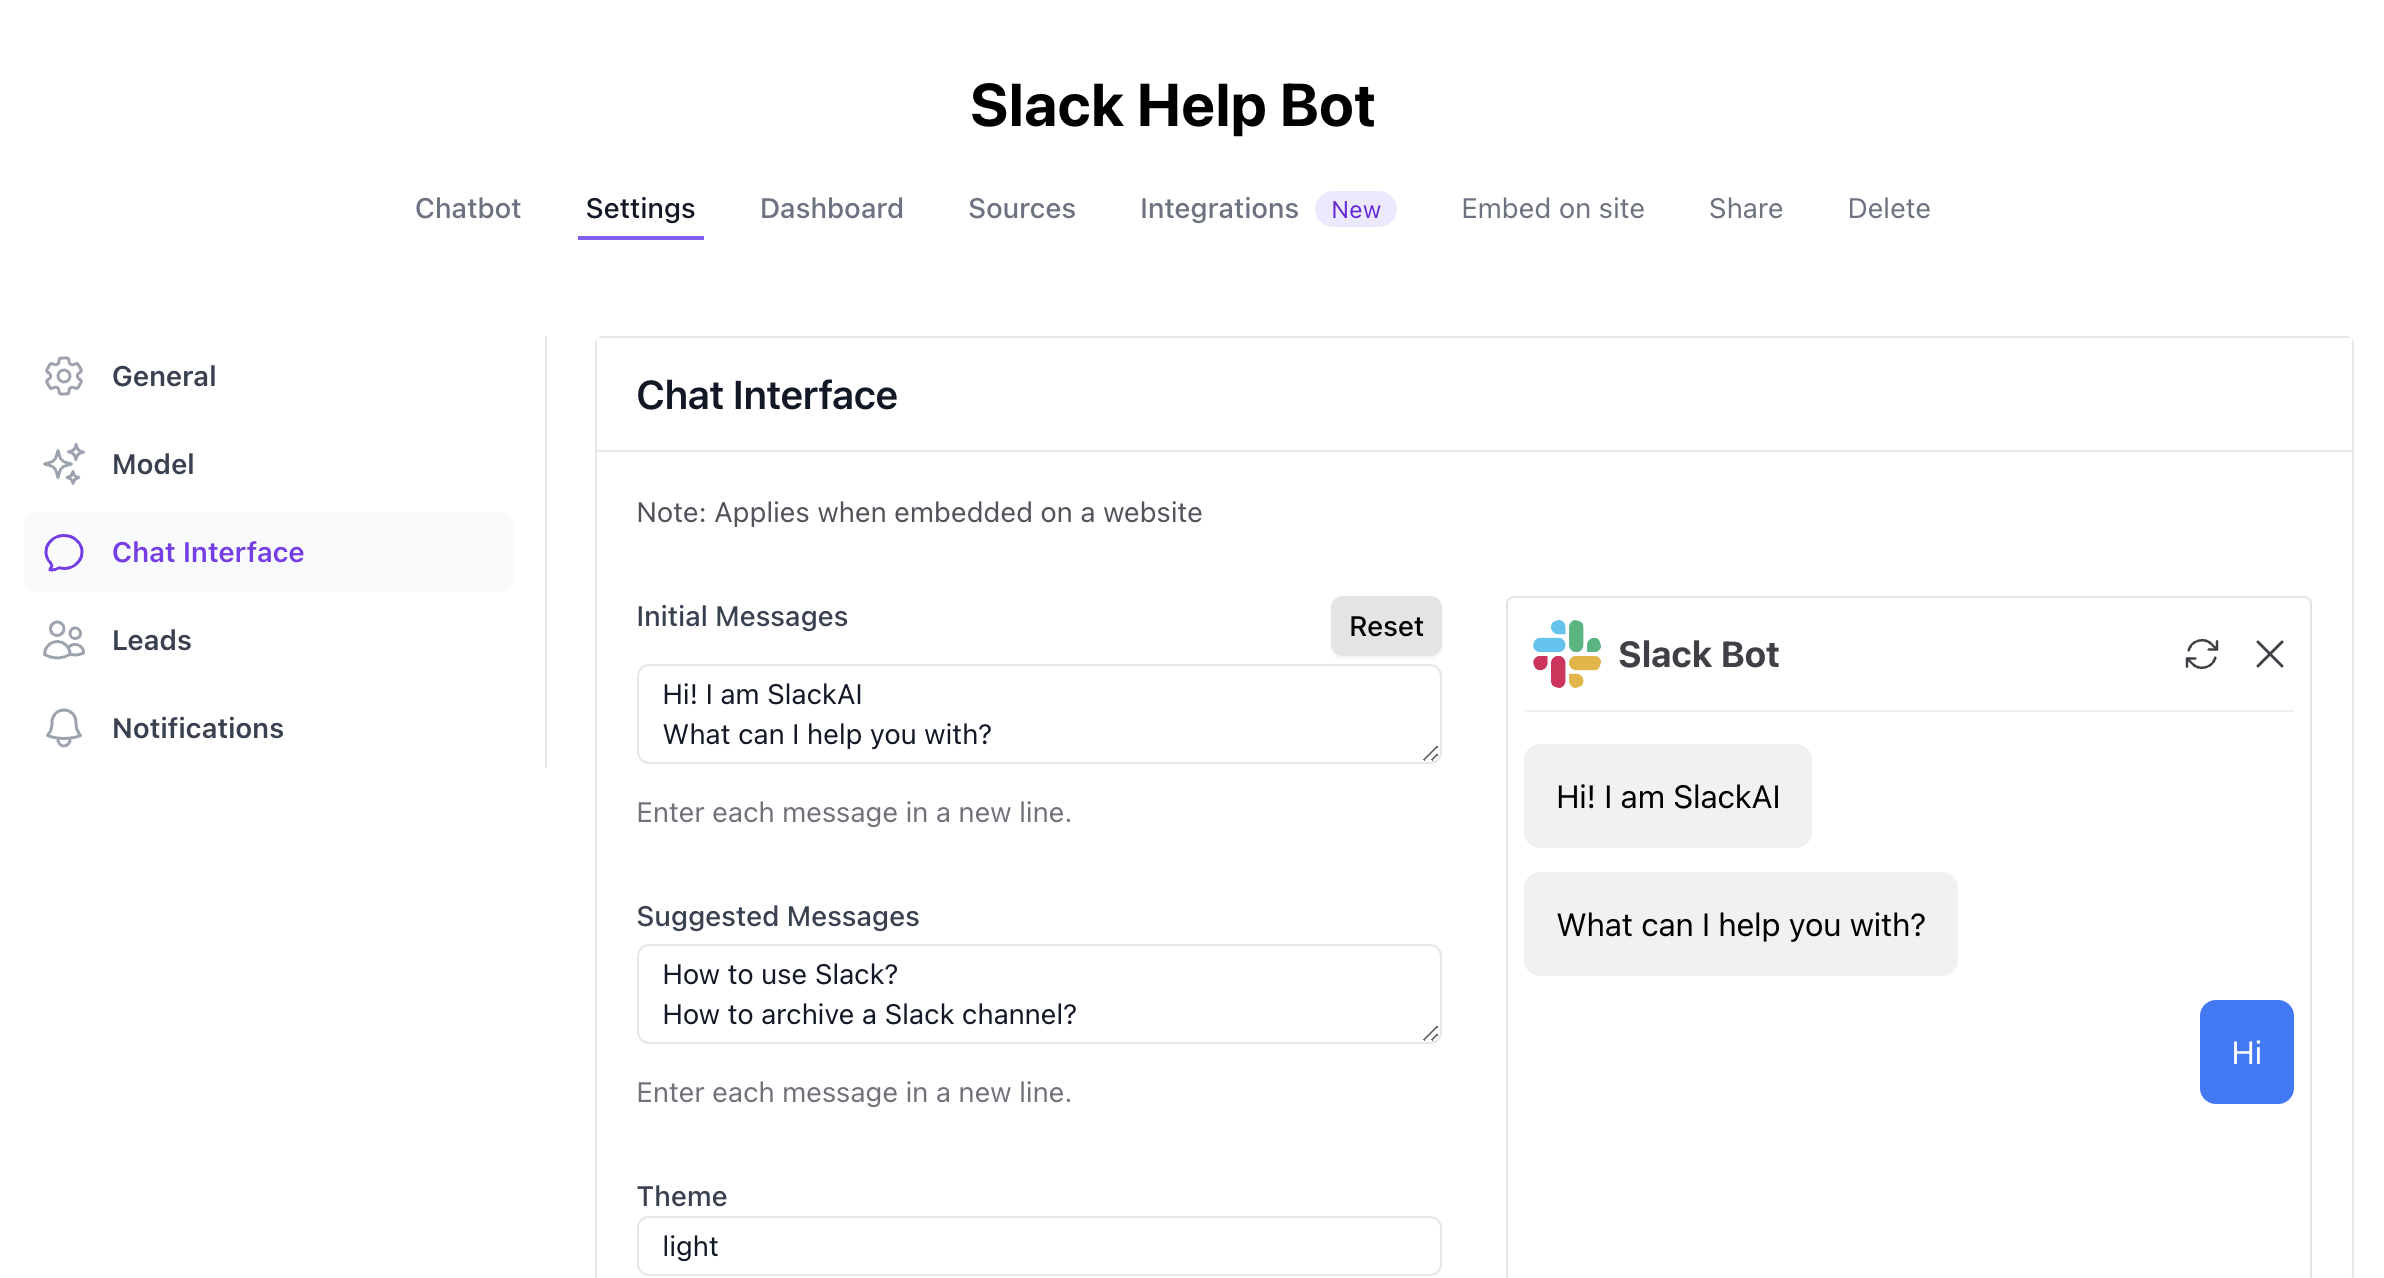 Slack Help Bot
Chatbot Settings Dashboard Sources Integrations New Embed on site Share Delete
General
Model
Chat Interface
Leads
Notifications
Chat Interface
Note: Applies when embedded on a website
Initial Messages
Reset
Hi! I am SlackAI
What can I help you with?
Enter each message in a new line.
Suggested Messages
How to use Slack?
How to archive a Slack channel?
Enter each message in a new line.
Theme
light
Slack Bot
Hi! I am SlackAI
What can I help you with?
Hi